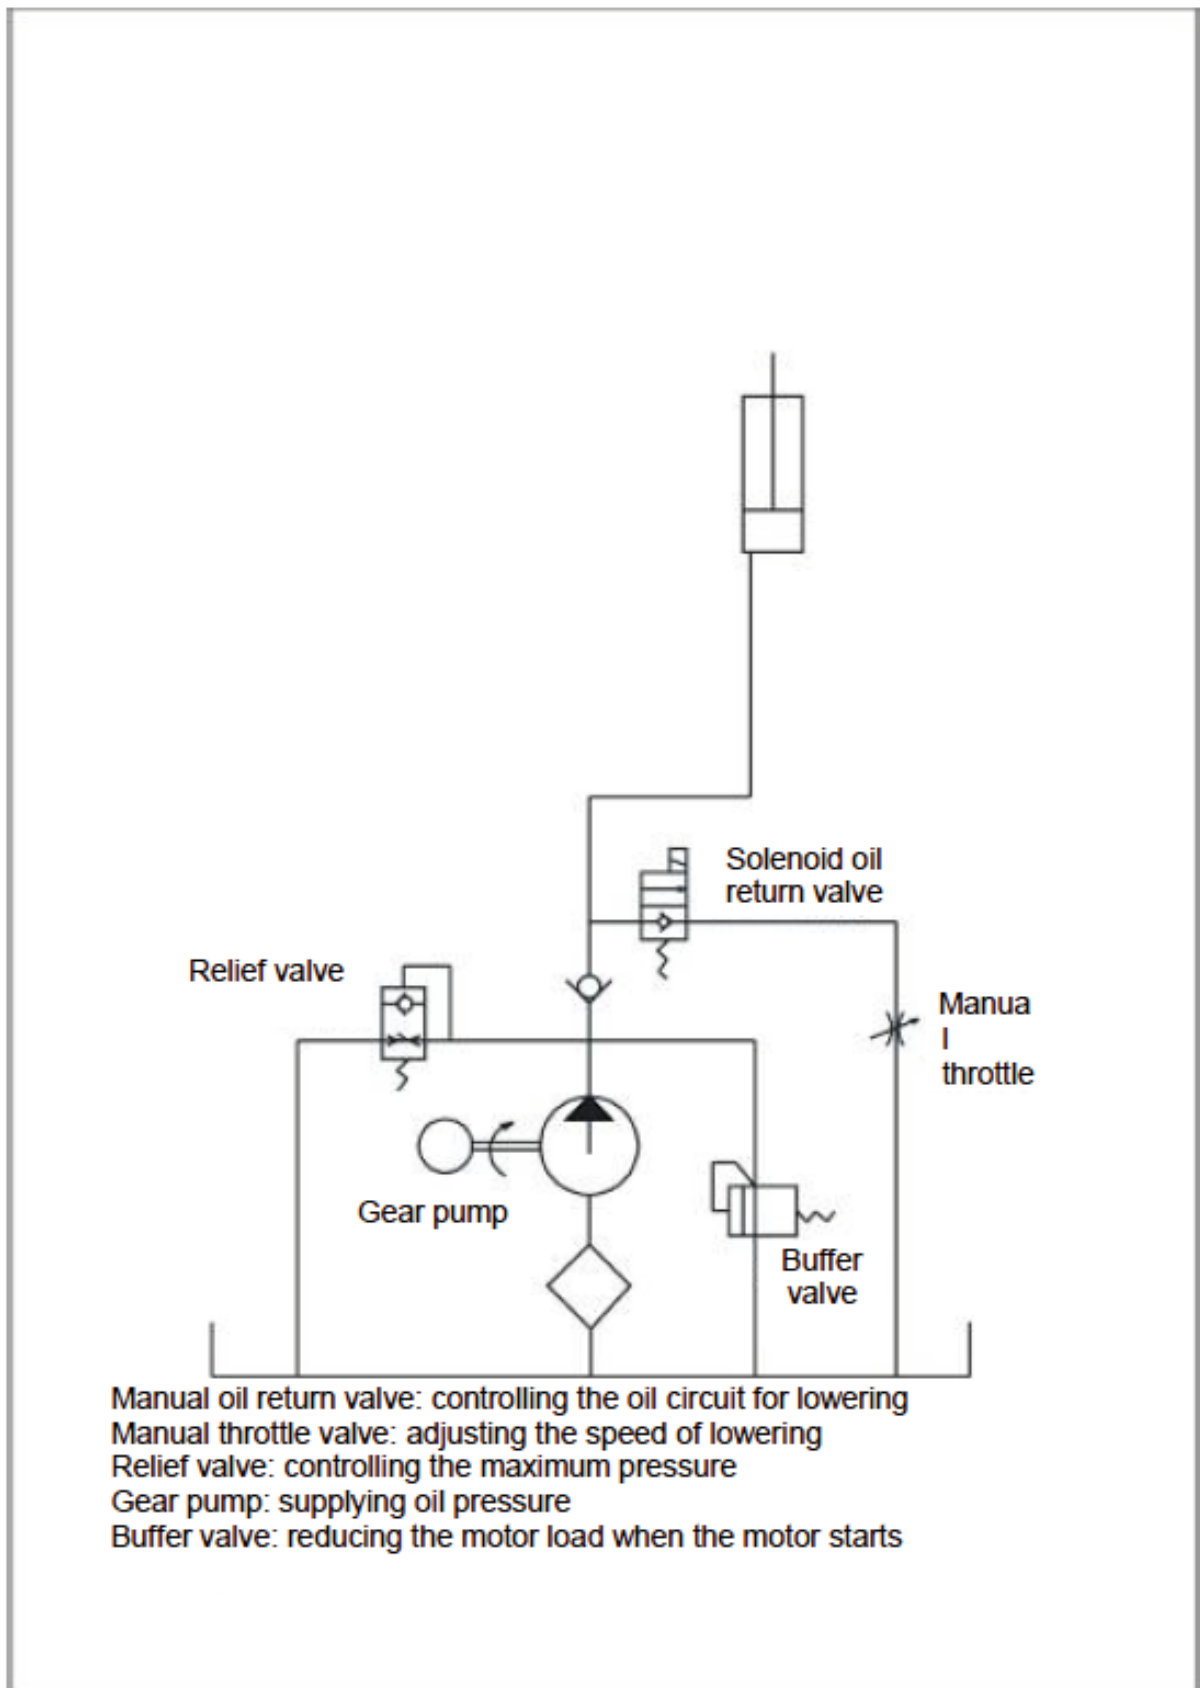 Solenoid oil
return valve
Relief valve
Manua
l
throttle
Gear pump
Buffer
valve
Manual oil return valve: controlling the oil circuit for lowering
Manual throttle valve: adjusting the speed of lowering
Relief valve: controlling the maximum pressure
Gear pump: supplying oil pressure
Buffer valve: reducing the motor load when the motor starts